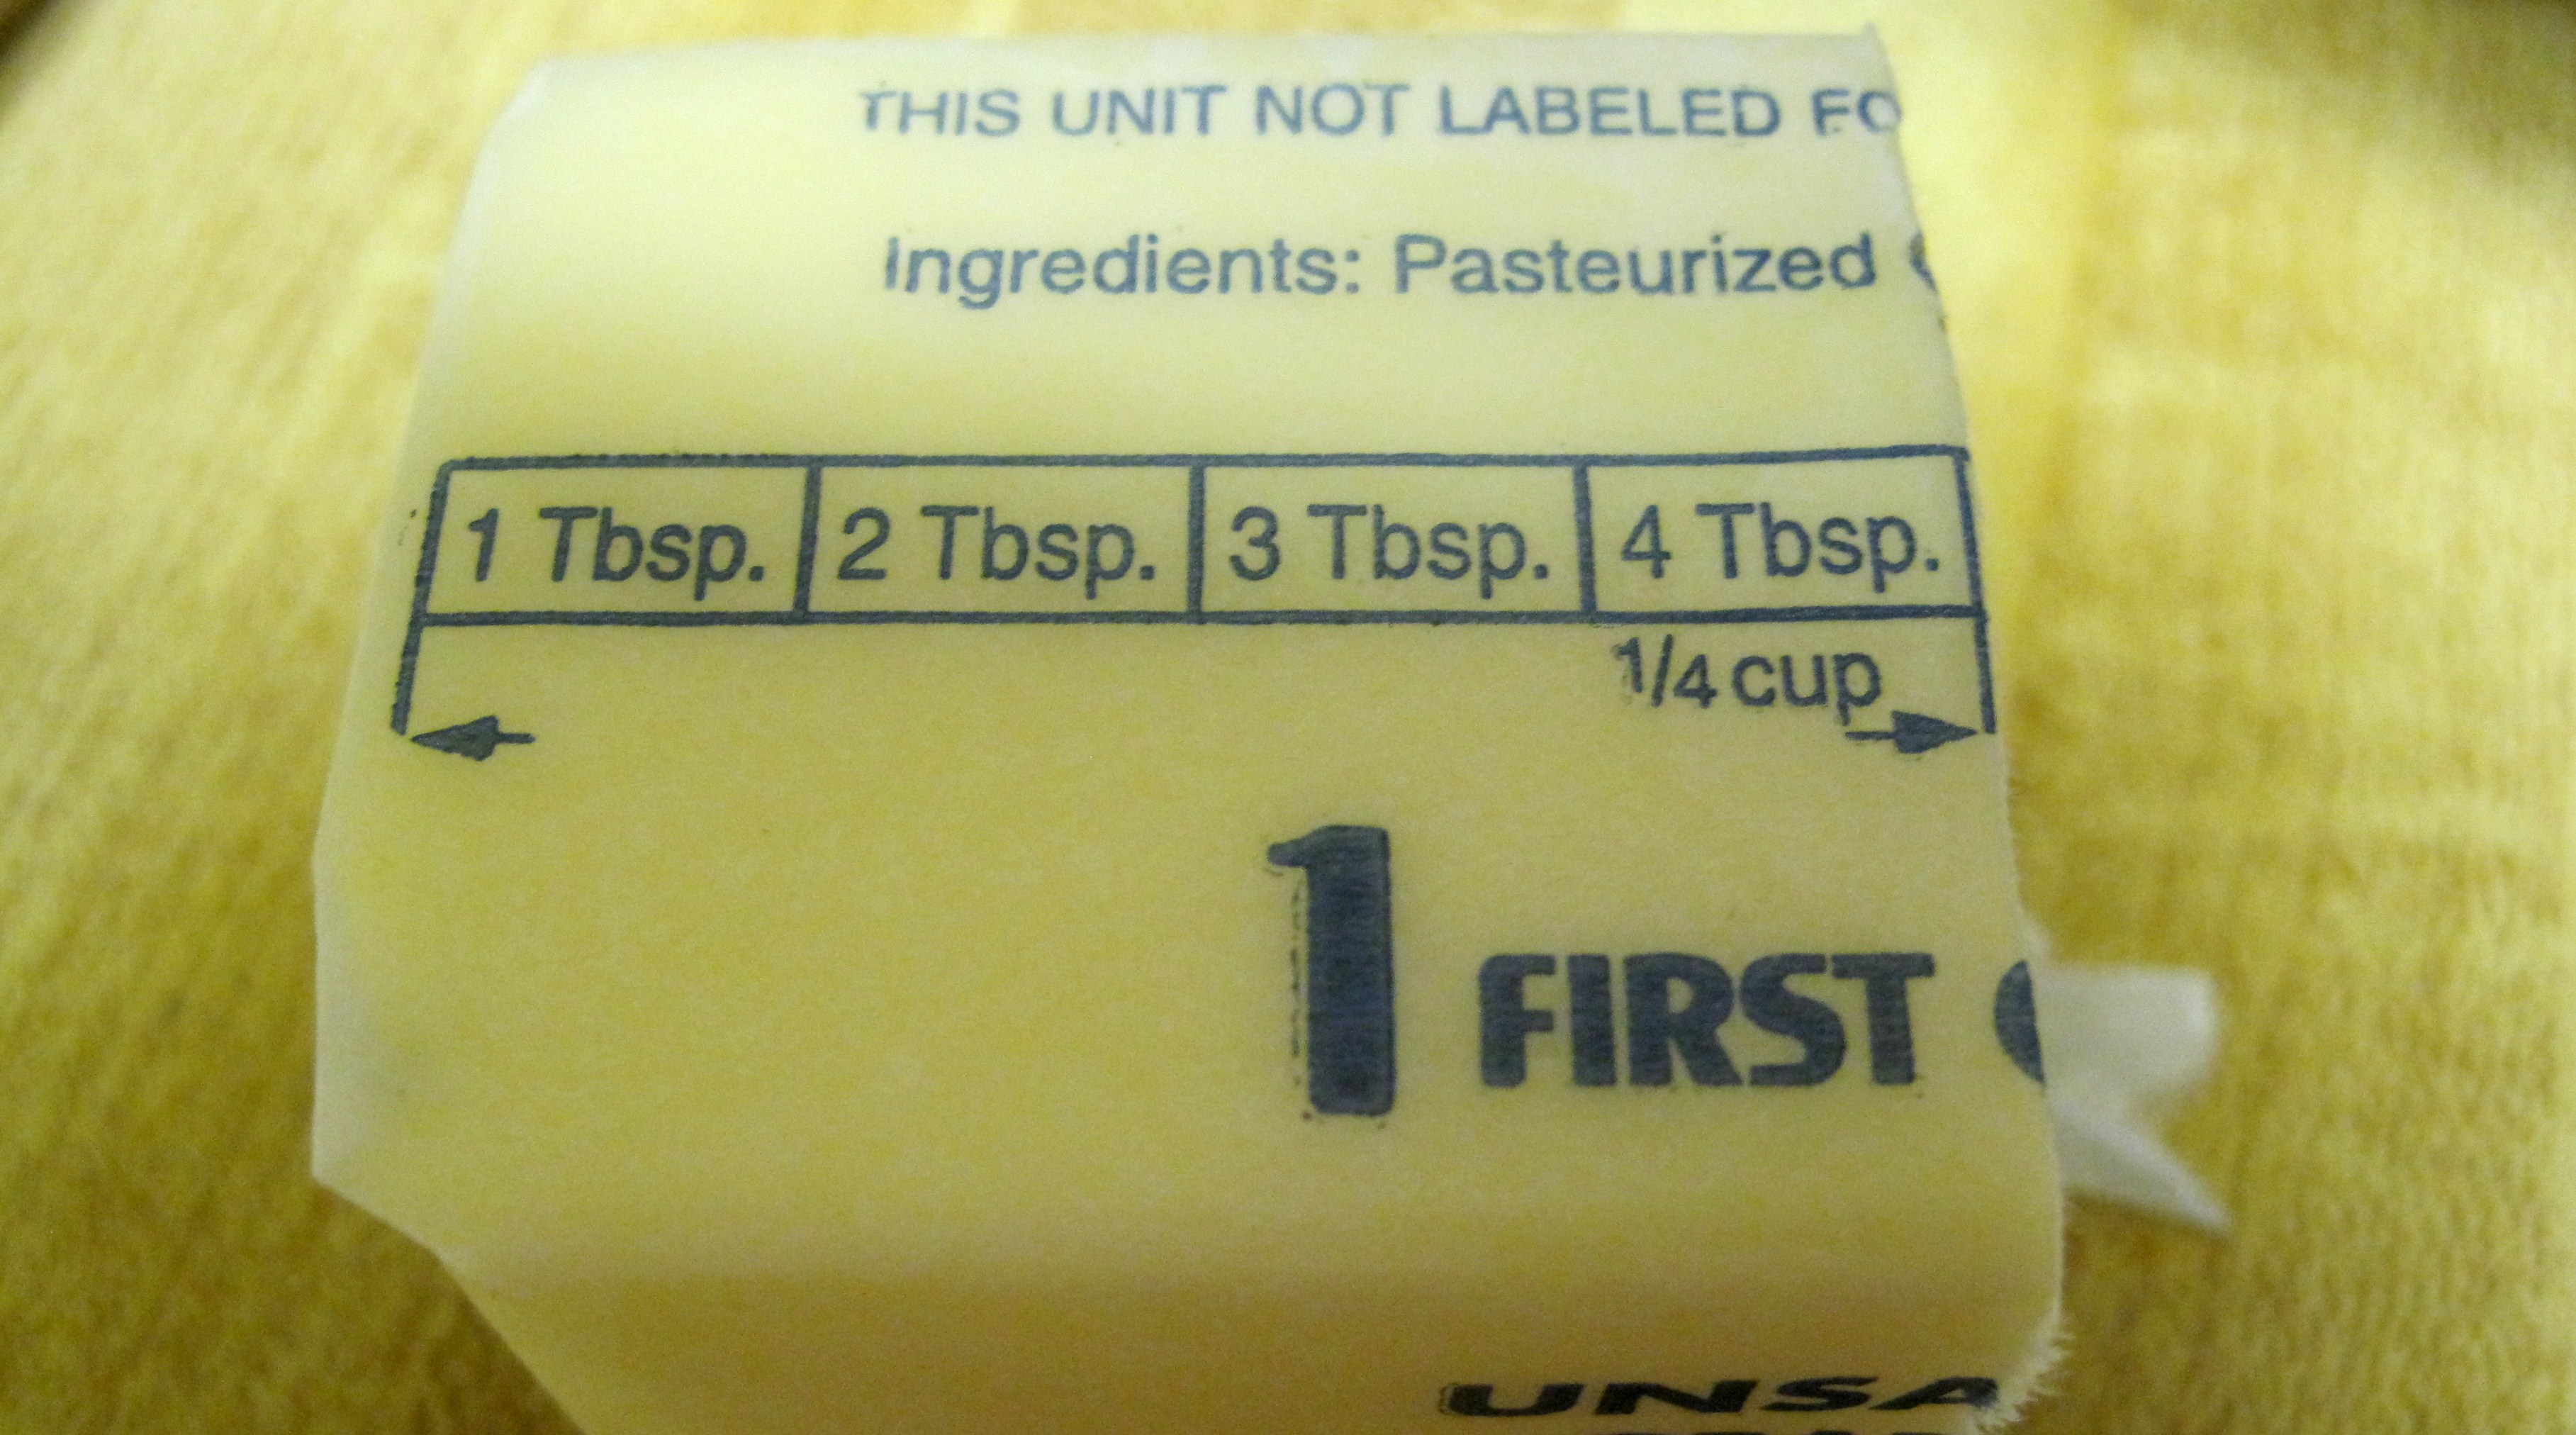 THIS UNIT NOT LABELED FO
Ingredients: Pasteurized
1 Tbsp. 2 Tbsp. 3 Tbsp. 4 Tbsp.
1/4 cup
1 FIRST
UNSA